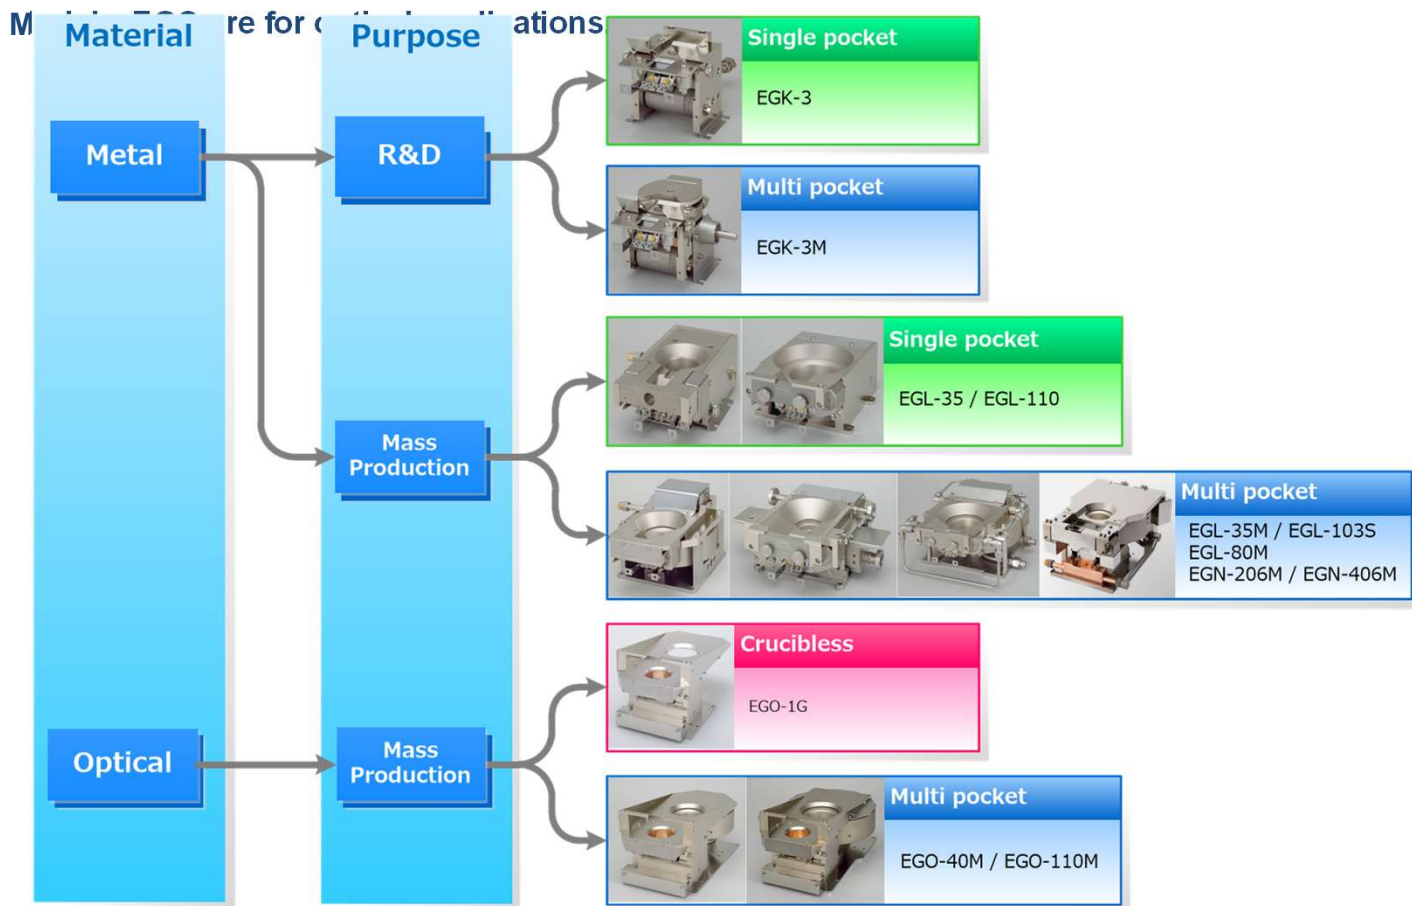 are for
Material
Purpose
Metal
R&D
Mass
Production
Optical
Mass
Production
Single pocket
EGK-3
Multi pocket
EGK-3M
Single pocket
EGL-35 / EGL-110
Multi pocket
EGL-35M / EGL-103S
EGL-80M
EGN-206M / EGN-406M
Crucibless
EGO-1G
Multi pocket
EGO-40M / EGO-110M